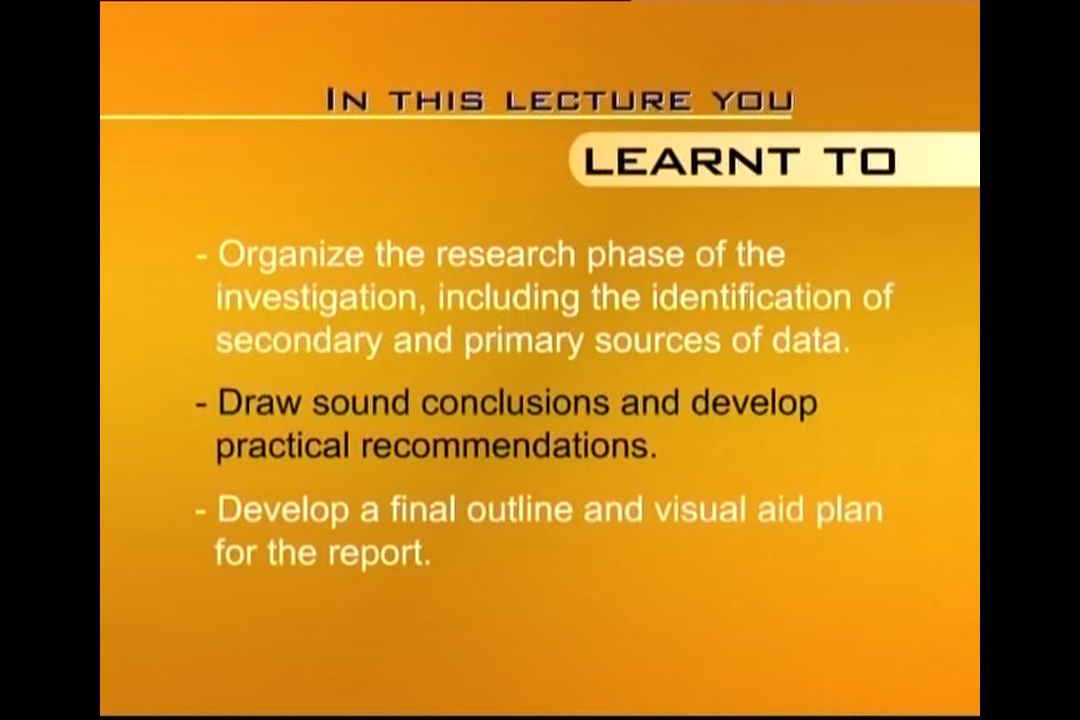 IN THIS LECTURE YOU
LEARNT TO
- Organize the research phase of the
investigation, including the identification of
secondary and primary sources of data.
- Draw sound conclusions and develop
practical recommendations.
- Develop a final outline and visual aid plan
for the report.